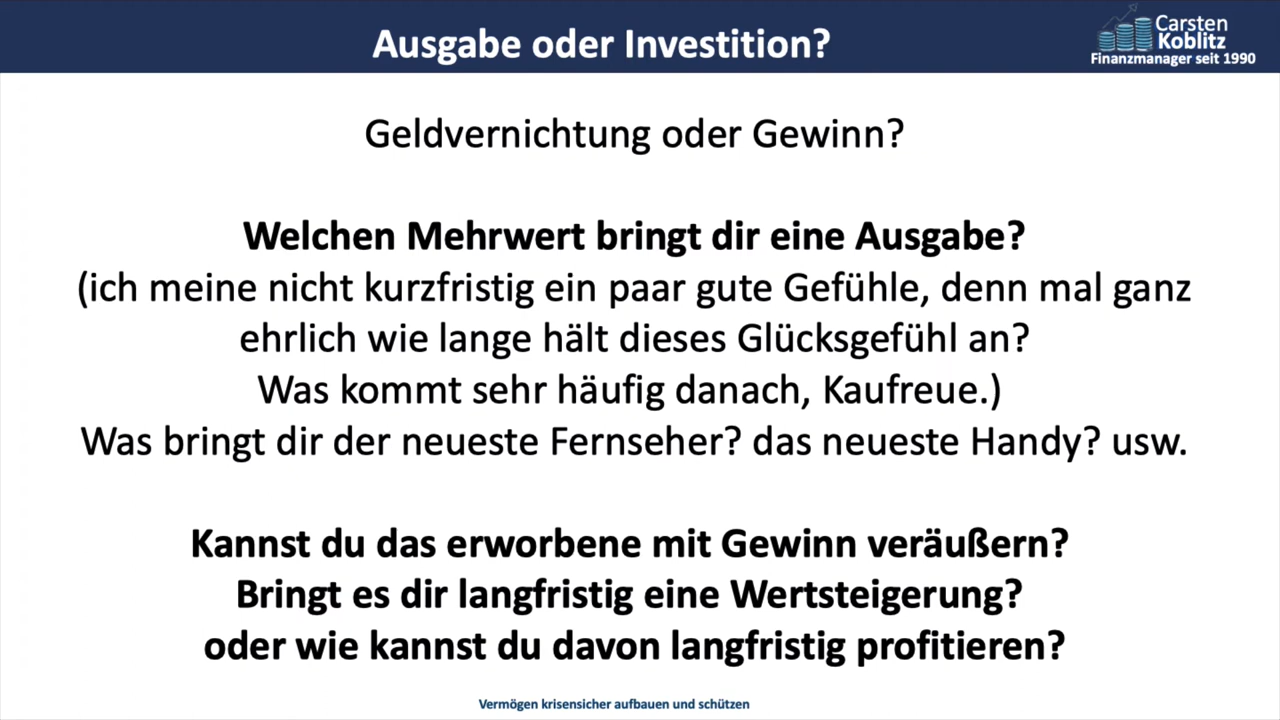 Ausgabe oder Investition?
Carsten
Koblitz
Finanzmanager seit 1990
Geldvernichtung oder Gewinn?
Welchen Mehrwert bringt dir eine Ausgabe?
(ich meine nicht kurzfristig ein paar gute Gefühle, denn mal ganz
ehrlich wie lange hält dieses Glücksgefühl an?
Was kommt sehr häufig danach, Kaufreue.)
Was bringt dir der neueste Fernseher? das neueste Handy? usw.
Kannst du das erworbene mit Gewinn veräußern?
Bringt es dir langfristig eine Wertsteigerung?
oder wie kannst du davon langfristig profitieren?
Vermögen krisensicher aufbauen und schützen